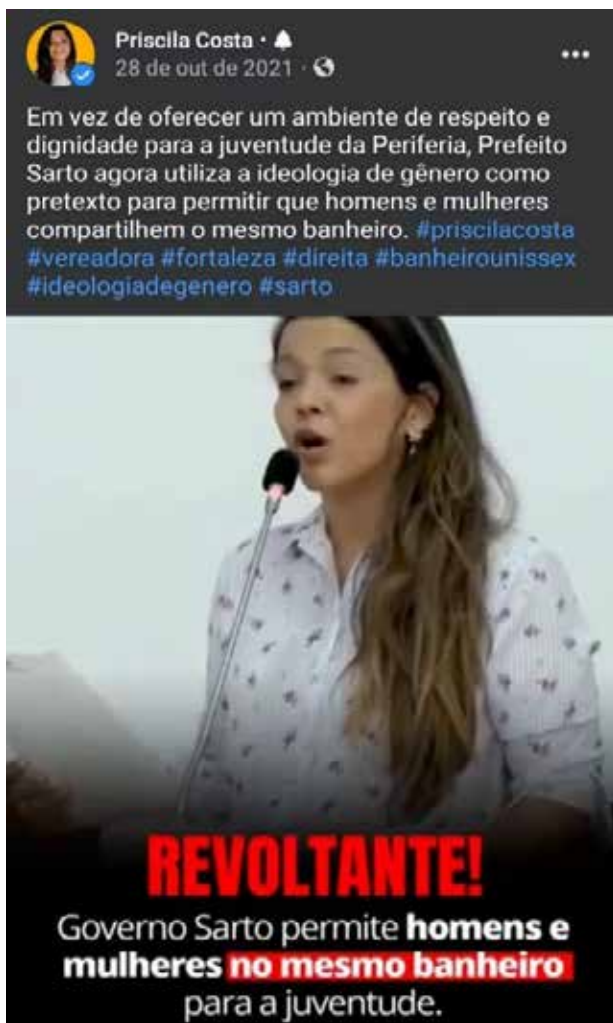 Priscila Costa ·
28 de out de 2021 ·
Em vez de oferecer um ambiente de respeito e
dignidade para a juventude da Periferia, Prefeito
Sarto agora utiliza a ideologia de gênero como
pretexto para permitir que homens e mulheres
compartilhem o mesmo banheiro. #priscilacosta
#vereadora #fortaleza #direita #banheirounissex
#ideologiadegenero #sarto
REVOLTANTE!
Governo Sarto permite homens e
mulheres no mesmo banheiro
para a juventude.